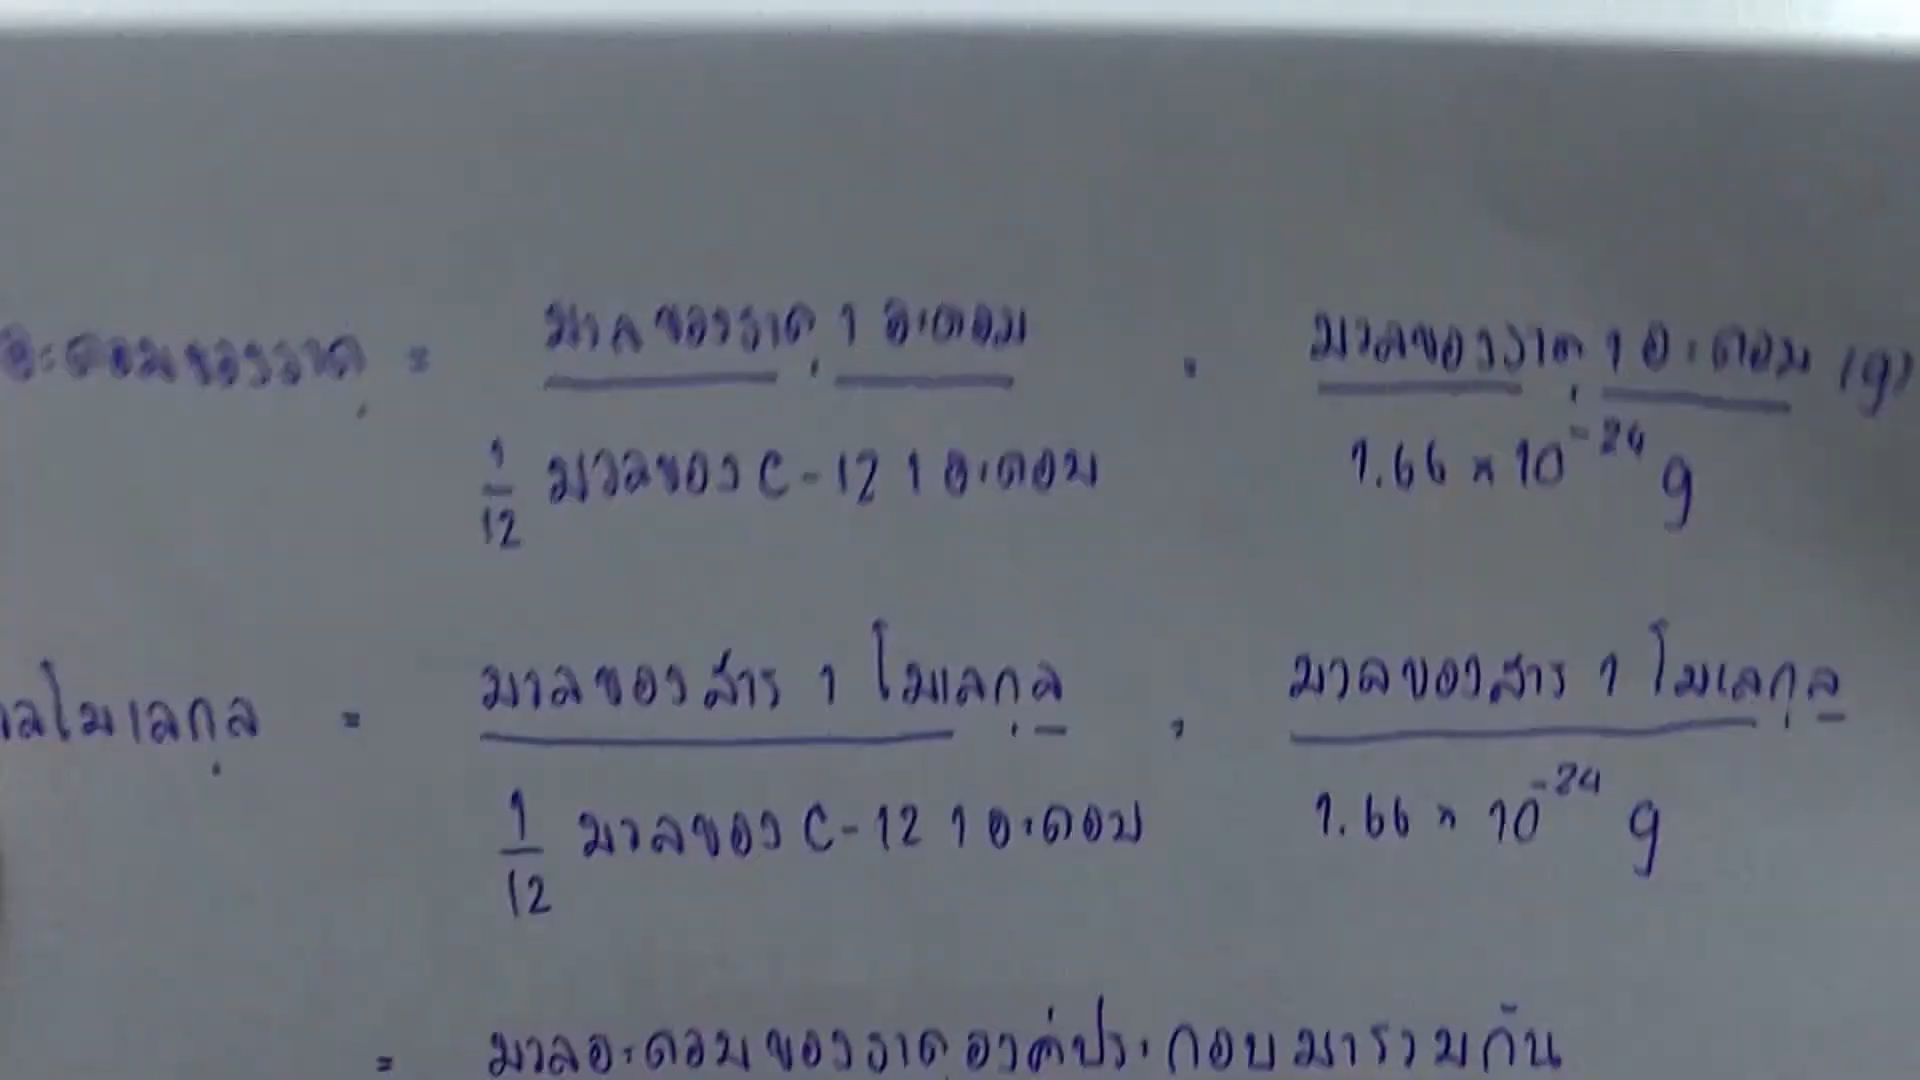 อะตอมของธาตุ = มวลของธาตุ 1 อะตอม = มวลของธาตุ 1 อะตอม (g)
1/12 มวลของ C-12 1 อะตอม 1.66 × 10^-24 g
วลโมเลกุล = มวลของสาร 1 โมเลกุล = มวลของสาร 1 โมเลกุล
1/12 มวลของ C-12 1 อะตอม 1.66 × 10^-24 g
= มวลอะตอมของธาตุองค์ประกอบมารวมกัน